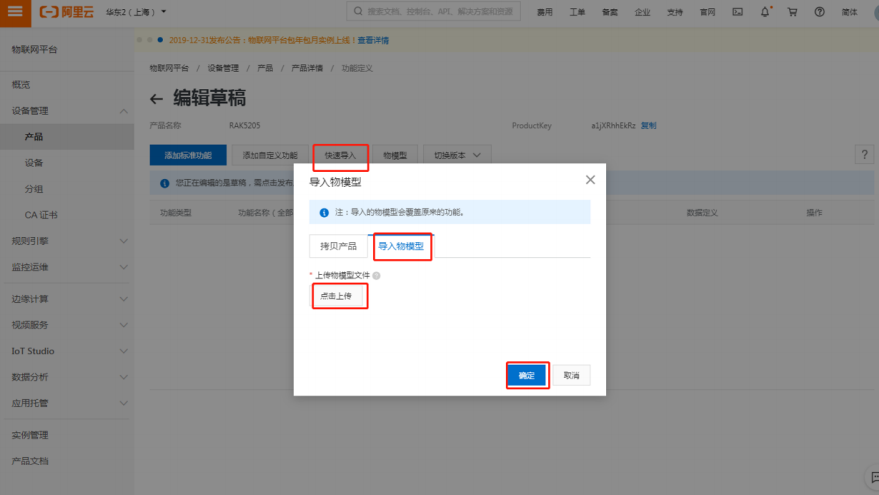 阿里云 华东2（上海） 搜索文档、控制台、API、解决方案和资源 费用 工单 备案 企业 支持 官网 简体
2019-12-31发布公告：物联网平台包年包月实例上线！查看详情
物联网平台
物联网平台 / 设备管理 / 产品 / 产品详情 / 功能定义
概览
编辑草稿
设备管理
产品名称 RAK5205 ProductKey a1jXRhhEkRz 复制
产品
添加标准功能 添加自定义功能 快速导入 物模型 切换版本 ?
设备
您正在编辑的是草稿，需点击发布
分组
功能类型 功能名称（全部 数据定义 操作
CA 证书
规则引擎
监控运维
边缘计算
视频服务
IoT Studio
数据分析
应用托管
实例管理
产品文档
导入物模型
注：导入的物模型会覆盖原来的功能。
拷贝产品 导入物模型
* 上传物模型文件
点击上传
确定 取消